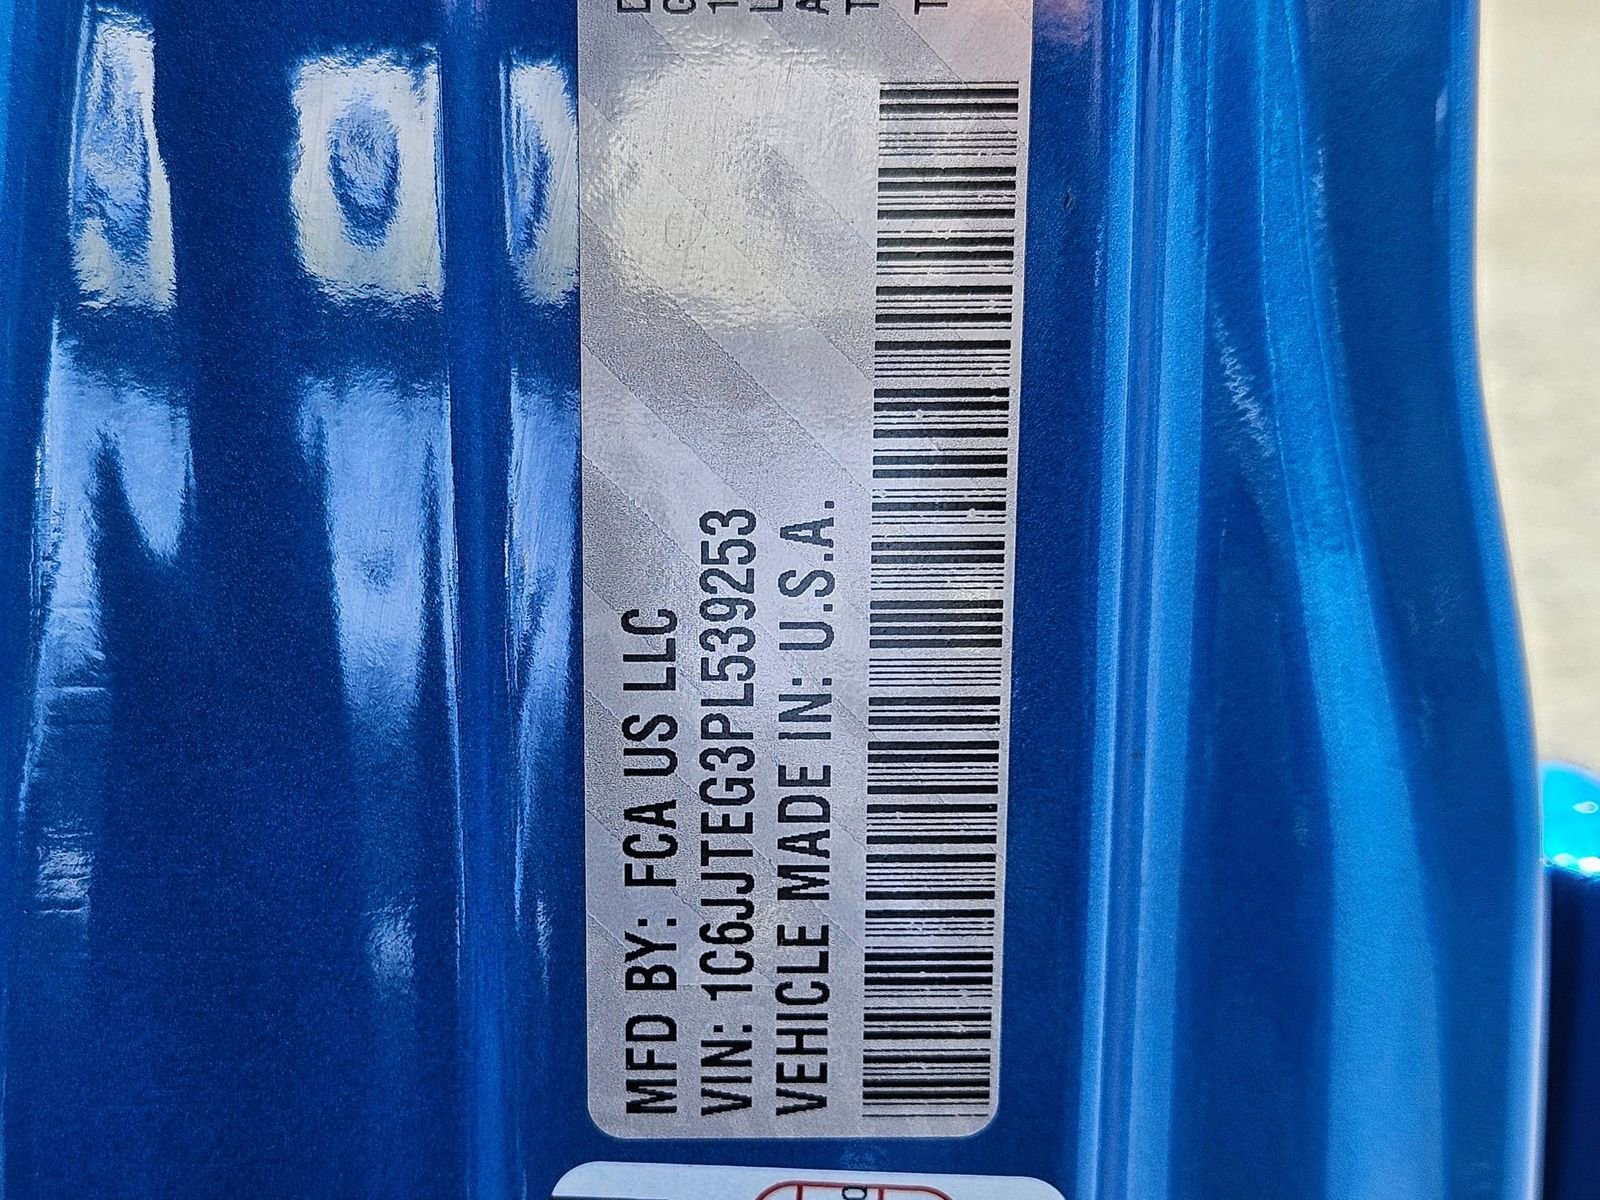 MFD BY: FCA US LLC
VIN: 1C6JJTEG3PL539253
VEHICLE MADE IN: U.S.A.